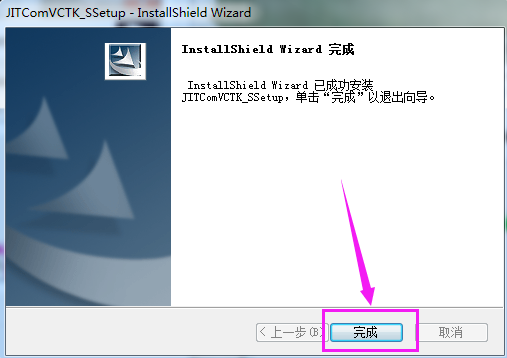 JITComVCTK_SSetup - InstallShield Wizard
InstallShield Wizard 完成
InstallShield Wizard 已成功安装
JITComVCTK_SSetup，单击“完成”以退出向导。
< 上一步(B) 完成 取消